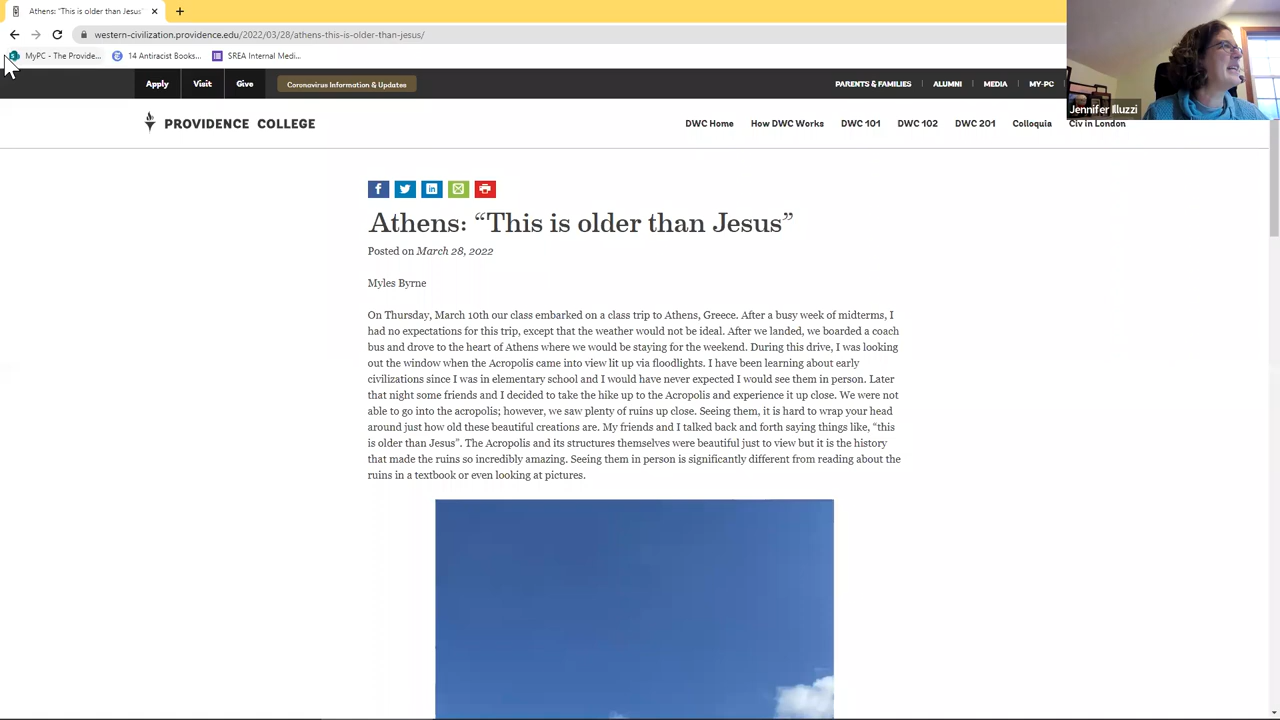 Athens: “This is older than Jesus”
western-civilization.providence.edu/2022/03/28/athens-this-is-older-than-jesus/
MyPC - The Provide...
14 Antiracist Books...
SREA Internal Medi...
Apply
Visit
Give
Coronavirus Information & Updates
PARENTS & FAMILIES
ALUMNI
MEDIA
MY-PC
Jennifer Illuzzi
PROVIDENCE COLLEGE
DWC Home
How DWC Works
DWC 101
DWC 102
DWC 201
Colloquia
Civ in London
Athens: “This is older than Jesus”
Posted on March 28, 2022
Myles Byrne
On Thursday, March 10th our class embarked on a class trip to Athens, Greece. After a busy week of midterms, I
had no expectations for this trip, except that the weather would not be ideal. After we landed, we boarded a coach
bus and drove to the heart of Athens where we would be staying for the weekend. During this drive, I was looking
out the window when the Acropolis came into view lit up via floodlights. I have been learning about early
civilizations since I was in elementary school and I would have never expected I would see them in person. Later
that night some friends and I decided to take the hike up to the Acropolis and experience it up close. We were not
able to go into the acropolis; however, we saw plenty of ruins up close. Seeing them, it is hard to wrap your head
around just how old these beautiful creations are. My friends and I talked back and forth saying things like, “this
is older than Jesus”. The Acropolis and its structures themselves were beautiful just to view but it is the history
that made the ruins so incredibly amazing. Seeing them in person is significantly different from reading about the
ruins in a textbook or even looking at pictures.